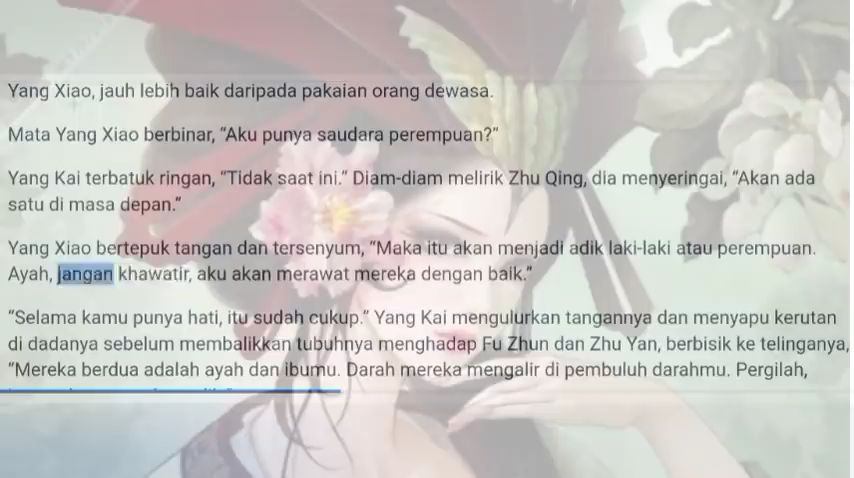 Yang Xiao, jauh lebih baik daripada pakaian orang dewasa.
Mata Yang Xiao berbinar, “Aku punya saudara perempuan?”
Yang Kai terbatuk ringan, “Tidak saat ini.” Diam-diam melirik Zhu Qing, dia menyeringai, “Akan ada
satu di masa depan.”
Yang Xiao bertepuk tangan dan tersenyum, “Maka itu akan menjadi adik laki-laki atau perempuan.
Ayah, jangan khawatir, aku akan merawat mereka dengan baik.”
“Selama kamu punya hati, itu sudah cukup.” Yang Kai mengulurkan tangannya dan menyapu kerutan
di dadanya sebelum membalikkan tubuhnya menghadap Fu Zhun dan Zhu Yan, berbisik ke telinganya,
“Mereka berdua adalah ayah dan ibumu. Darah mereka mengalir di pembuluh darahmu. Pergilah,